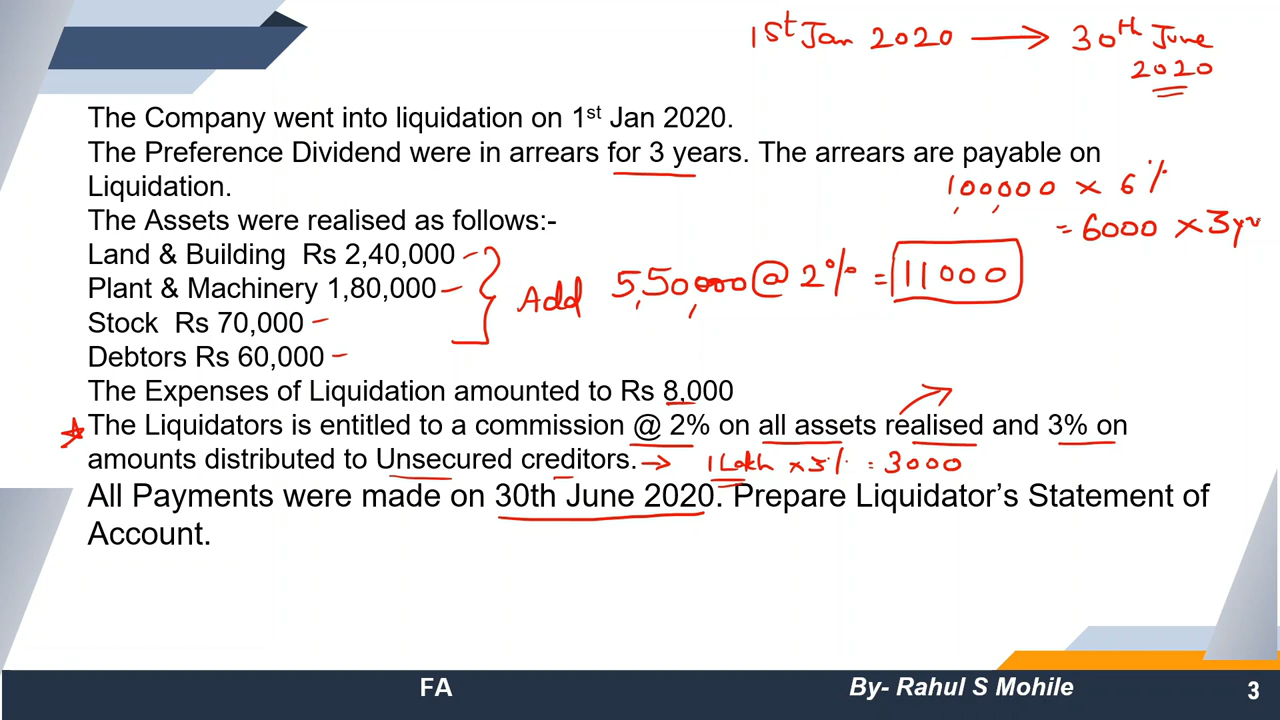 1st Jan 2020 → 30th June
2020
The Company went into liquidation on 1st Jan 2020.
The Preference Dividend were in arrears for 3 years. The arrears are payable on
Liquidation.
100,000 × 6%
= 6000 × 3yr
The Assets were realised as follows:-
Land & Building Rs 2,40,000
Plant & Machinery 1,80,000
Add 5,50,000 @ 2% = 11000
Stock Rs 70,000
Debtors Rs 60,000
The Expenses of Liquidation amounted to Rs 8,000
The Liquidators is entitled to a commission @ 2% on all assets realised and 3% on
amounts distributed to Unsecured creditors. → 1 Lakh × 3% = 3000
All Payments were made on 30th June 2020. Prepare Liquidator’s Statement of
Account.
FA
By- Rahul S Mohile
3